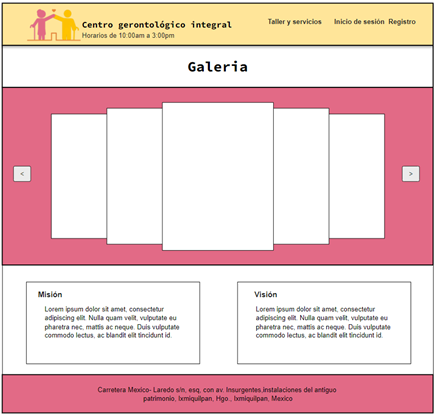 Centro gerontológico integral
Horarios de 10:00am a 3:00pm
Taller y servicios
Inicio de sesión
Registro
Galeria
<
>
Misión
Lorem ipsum dolor sit amet, consectetur
adipiscing elit. Nulla quam velit, vulputate eu
pharetra nec, mattis ac neque. Duis vulputate
commodo lectus, ac blandit elit tincidunt id.
Visión
Lorem ipsum dolor sit amet, consectetur
adipiscing elit. Nulla quam velit, vulputate eu
pharetra nec, mattis ac neque. Duis vulputate
commodo lectus, ac blandit elit tincidunt id.
Carretera Mexico- Laredo s/n, esq, con av. Insurgentes,Instalaciones del antiguo
patrimonio, Ixmiquilpan, Hgo., Ixmiquilpan, Mexico